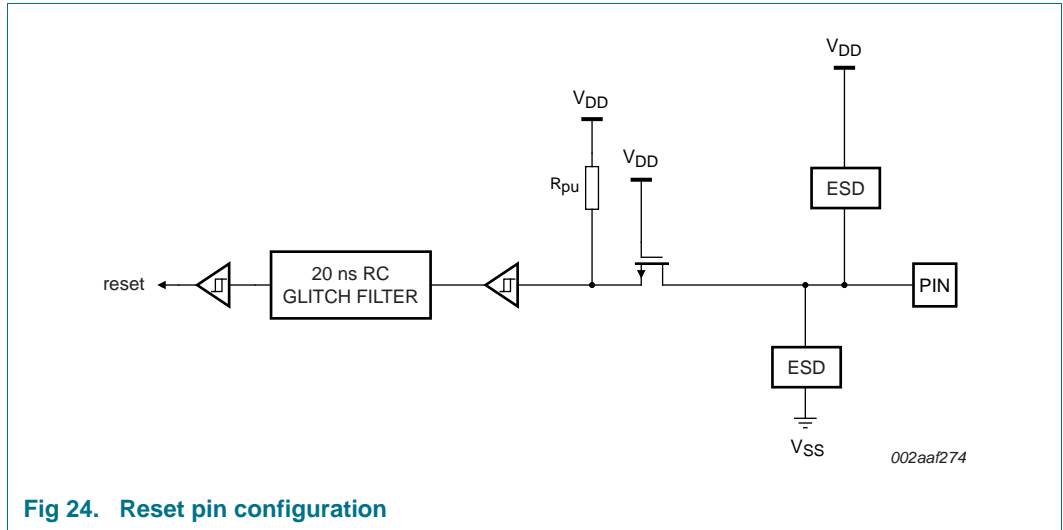 VDD
VDD
VDD
Rpu
ESD
reset
20 ns RC
GLITCH FILTER
PIN
ESD
VSS
002aaf274
Fig 24. Reset pin configuration